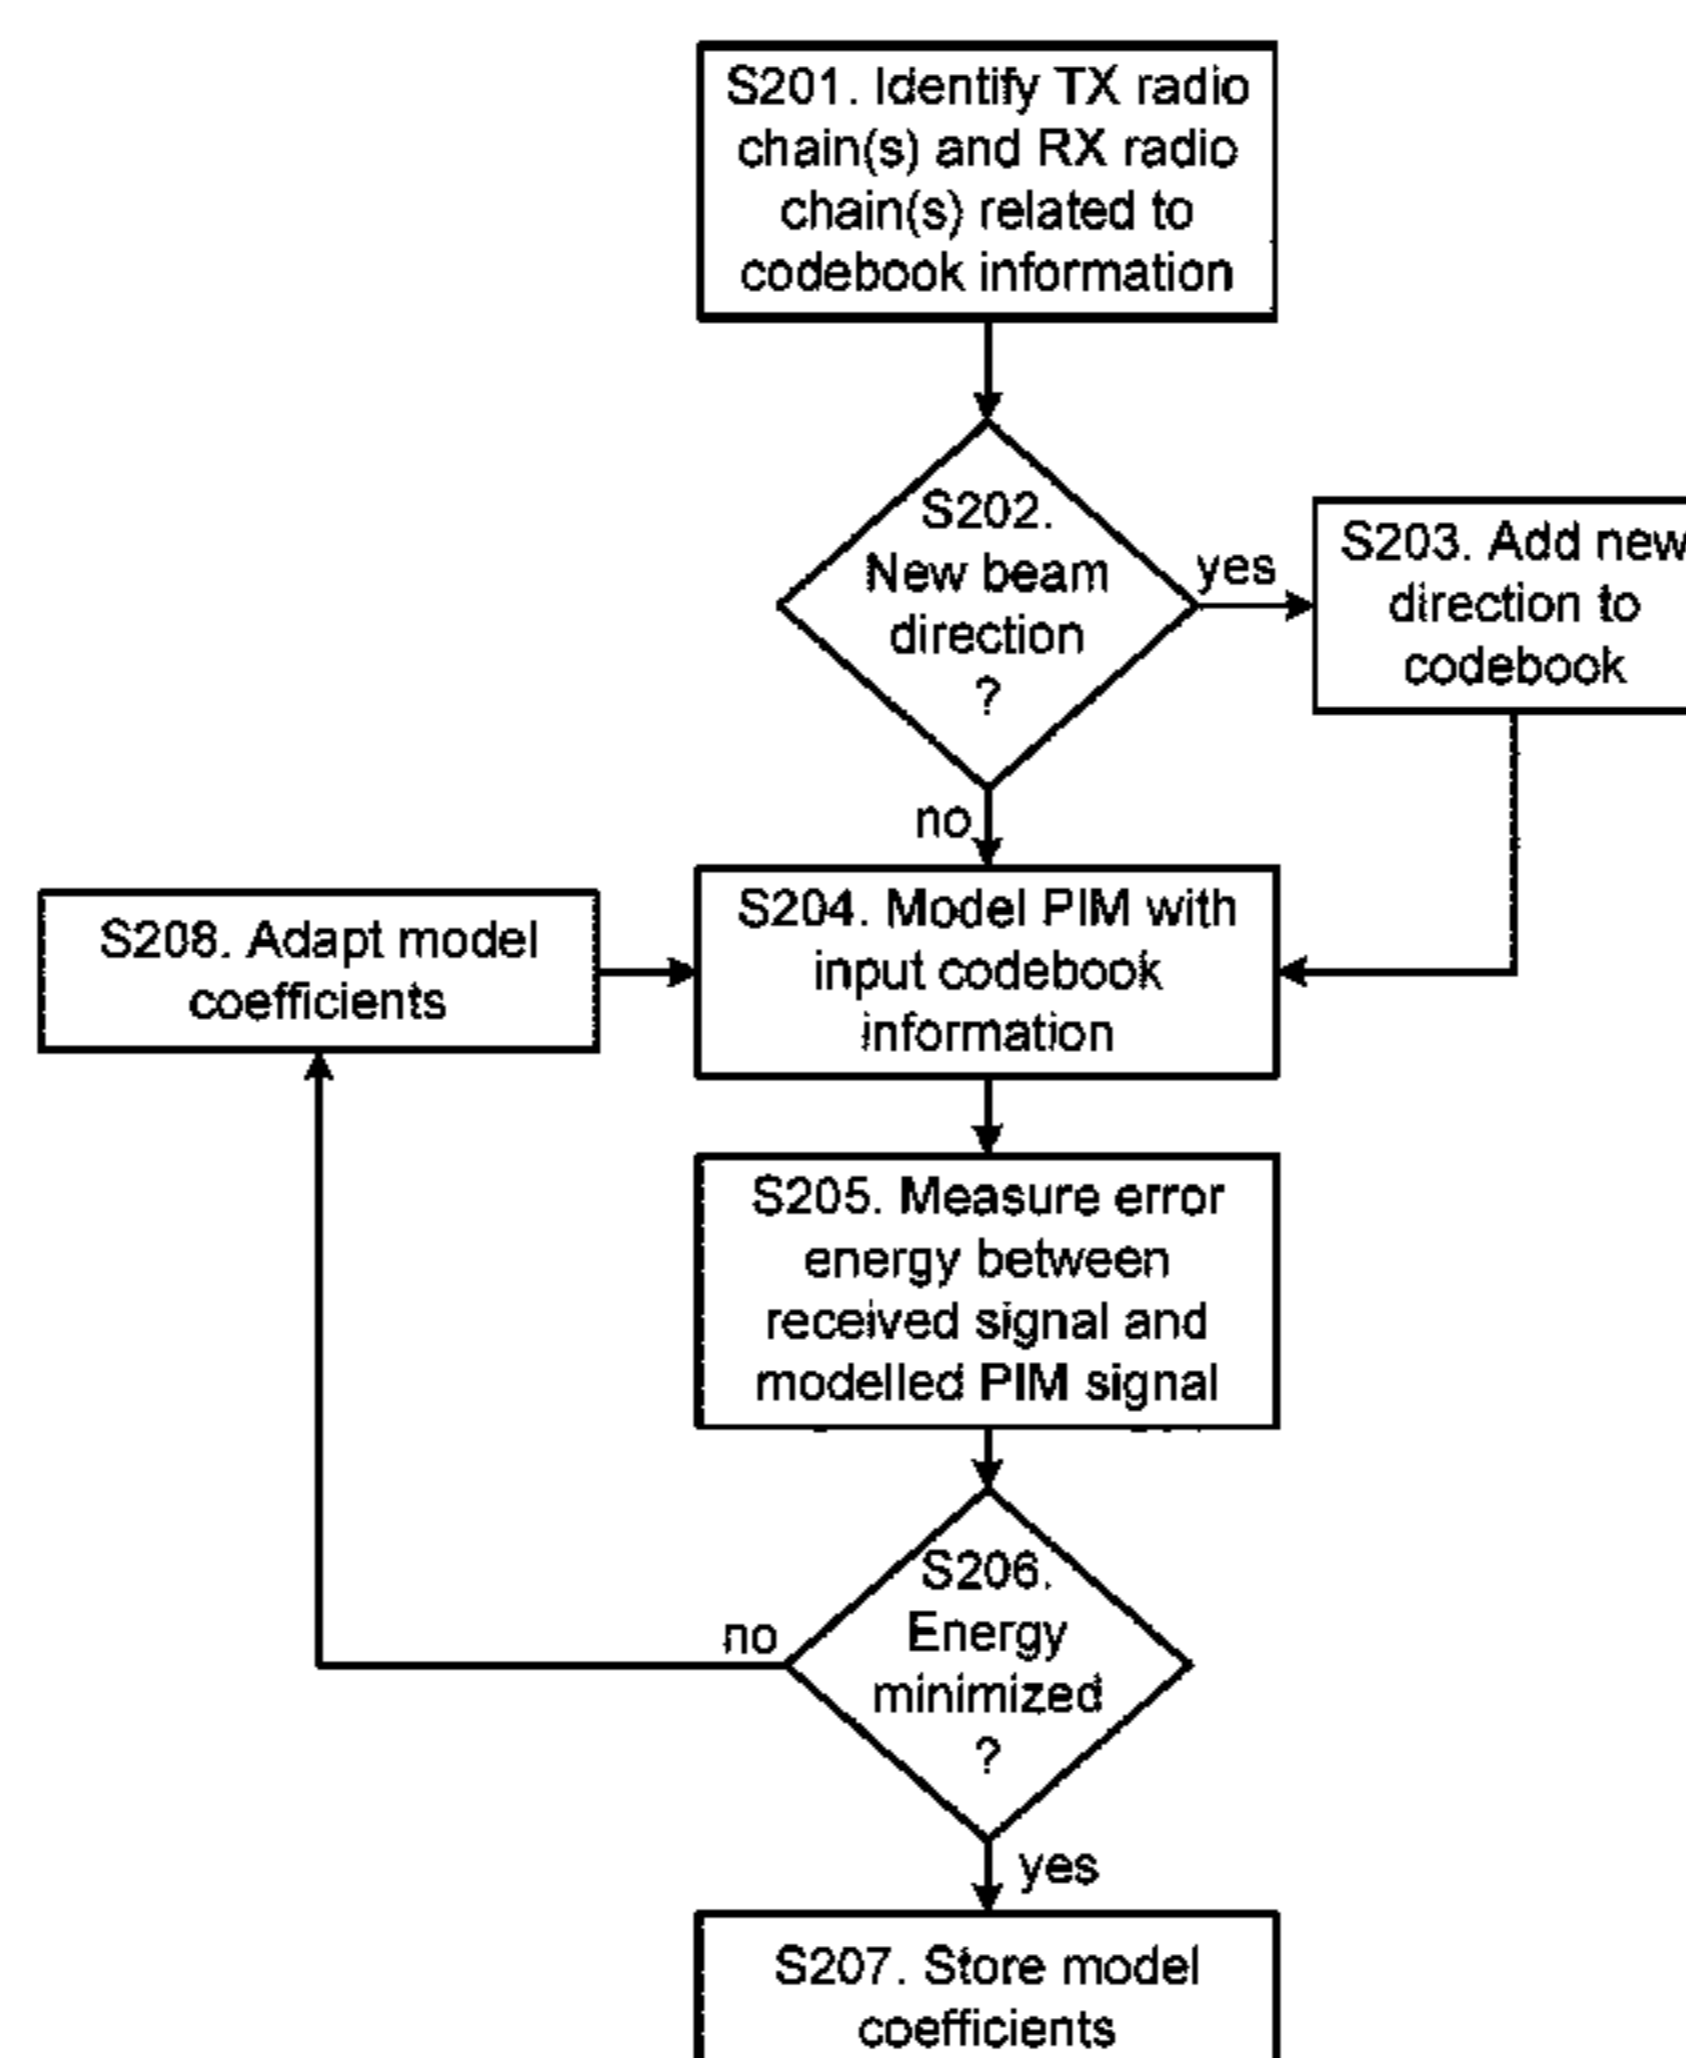 S201. Identify TX radio
chain(s) and RX radio
chain(s) related to
codebook information
S202.
New beam
direction
?
yes
S203. Add new
direction to
codebook
no
S204. Model PIM with
input codebook
information
S208. Adapt model
coefficients
S205. Measure error
energy between
received signal and
modelled PIM signal
S206.
Energy
minimized
?
no
yes
S207. Store model
coefficients